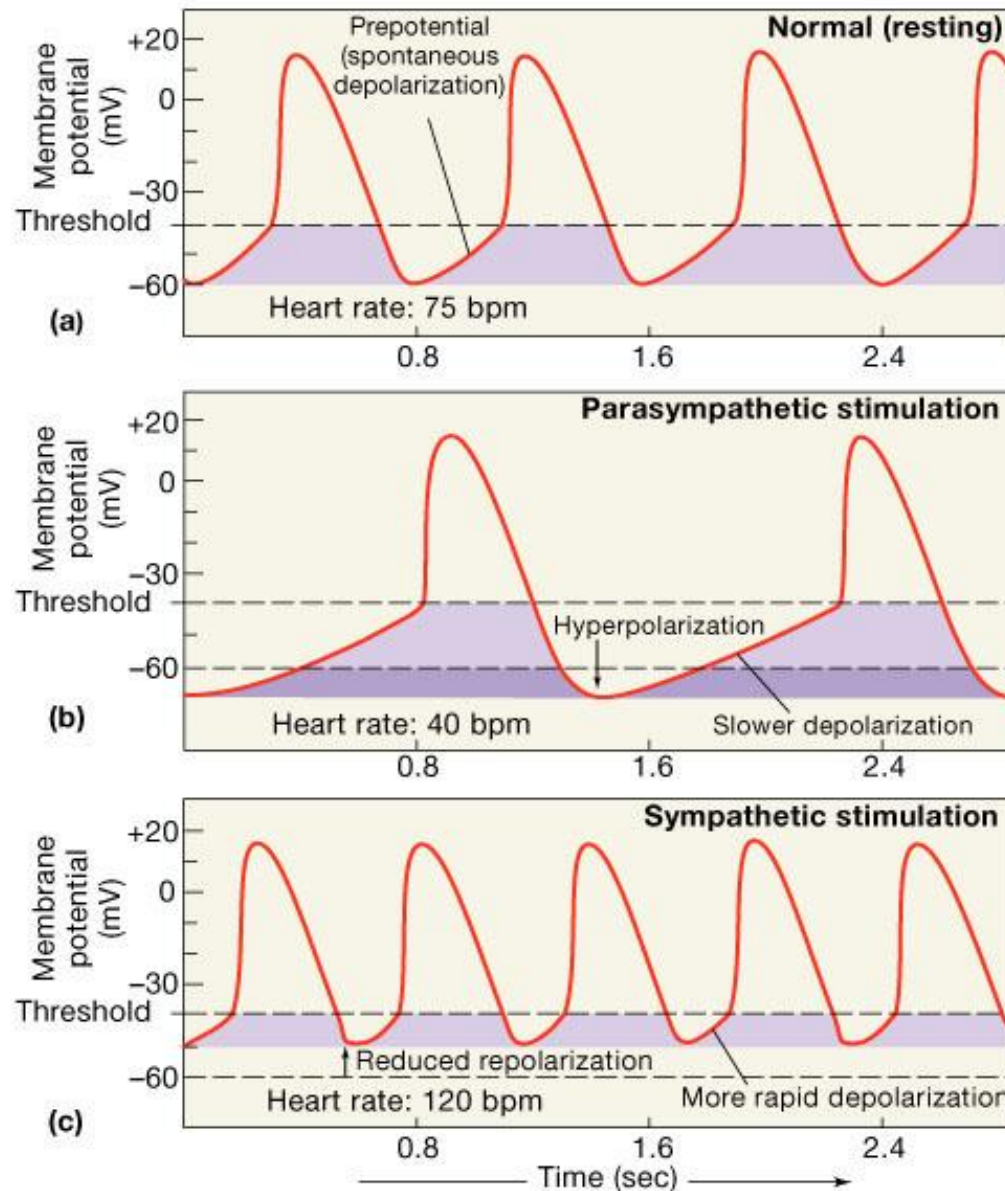 Normal (resting)
Prepotential
(spontaneous
depolarization)
Membrane
potential
(mV)
+20
0
−30
Threshold
−60
Heart rate: 75 bpm
(a)
0.8
1.6
2.4
Parasympathetic stimulation
Membrane
potential
(mV)
+20
0
−30
Threshold
Hyperpolarization
−60
Heart rate: 40 bpm
Slower depolarization
(b)
0.8
1.6
2.4
Sympathetic stimulation
Membrane
potential
(mV)
+20
0
−30
Threshold
Reduced repolarization
−60
Heart rate: 120 bpm
More rapid depolarization
(c)
0.8
1.6
2.4
Time (sec)